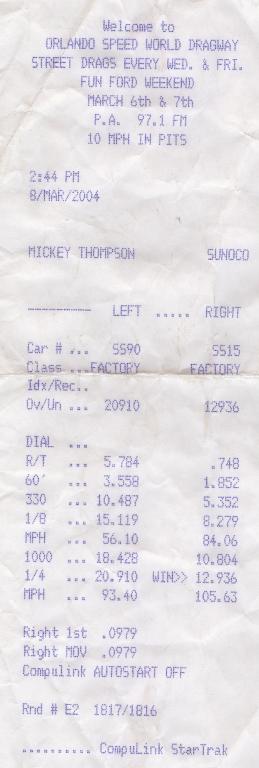 Welcome to
ORLANDO SPEED WORLD DRAGWAY
STREET DRAGS EVERY WED. & FRI.
FUN FORD WEEKEND
MARCH 6th & 7th
P.A. 97.1 FM
10 MPH IN PITS
2:44 PM
8/MAR/2004
MICKEY THOMPSON SUNOCO
---------- LEFT ..... RIGHT
Car # ... SS90 SS15
Class ...FACTORY FACTORY
Idx/Rec..
Ov/Un ... 20910 12936
DIAL ...
R/T ... 5.784 .748
60' ... 3.558 1.852
330 ... 10.487 5.352
1/8 ... 15.119 8.279
MPH ... 56.10 84.06
1000 ... 18.428 10.804
1/4 ... 20.910 WIN>> 12.936
MPH ... 93.40 105.63
Right 1st .0979
Right MOV .0979
Compulink AUTOSTART OFF
Rnd # E2 1817/1816
.......... CompuLink StarTrak